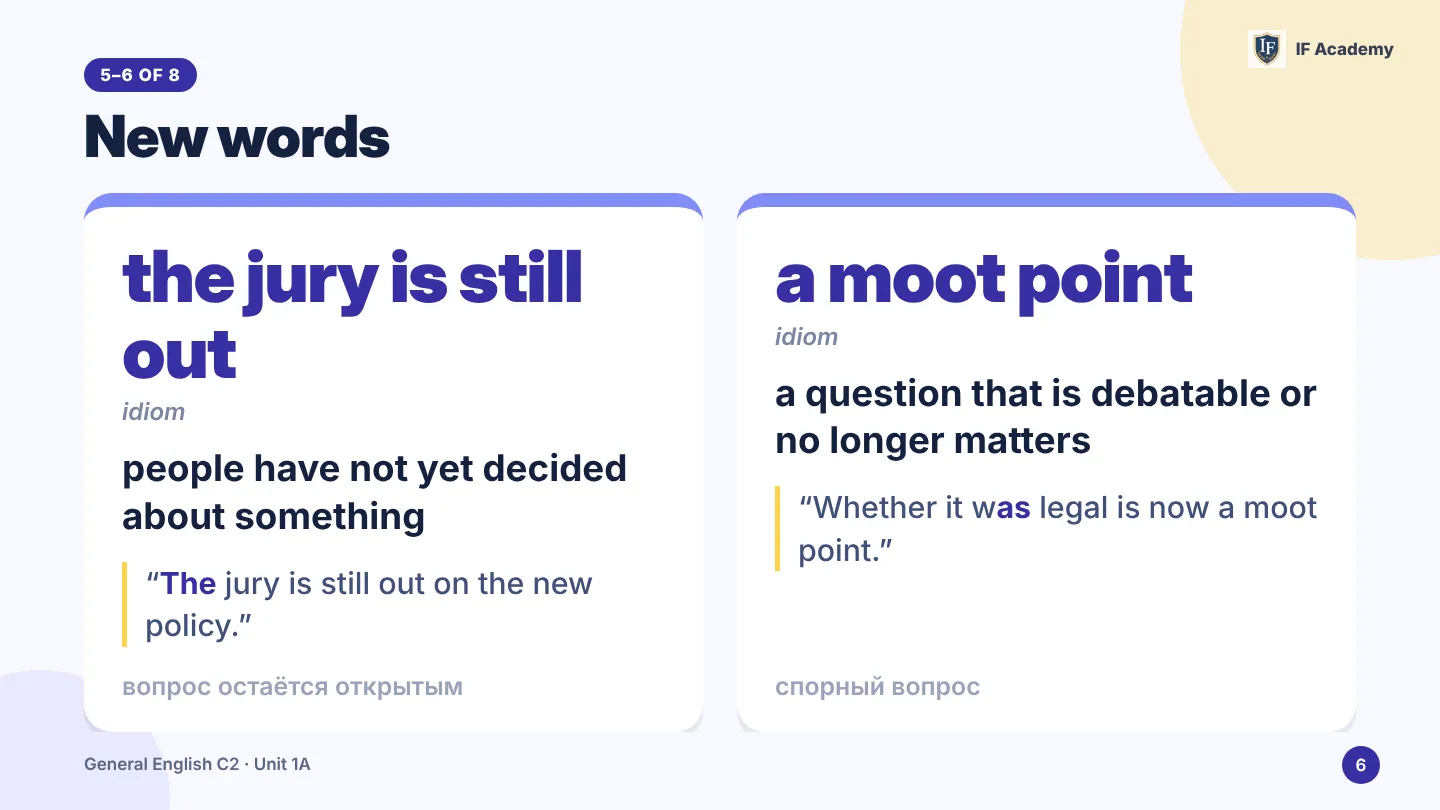 5–6 OF 8
IF Academy
New words
the jury is still
out
idiom
people have not yet decided
about something
“The jury is still out on the new
policy.”
вопрос остаётся открытым
a moot point
idiom
a question that is debatable or
no longer matters
“Whether it was legal is now a moot
point.”
спорный вопрос
General English C2 · Unit 1A
6